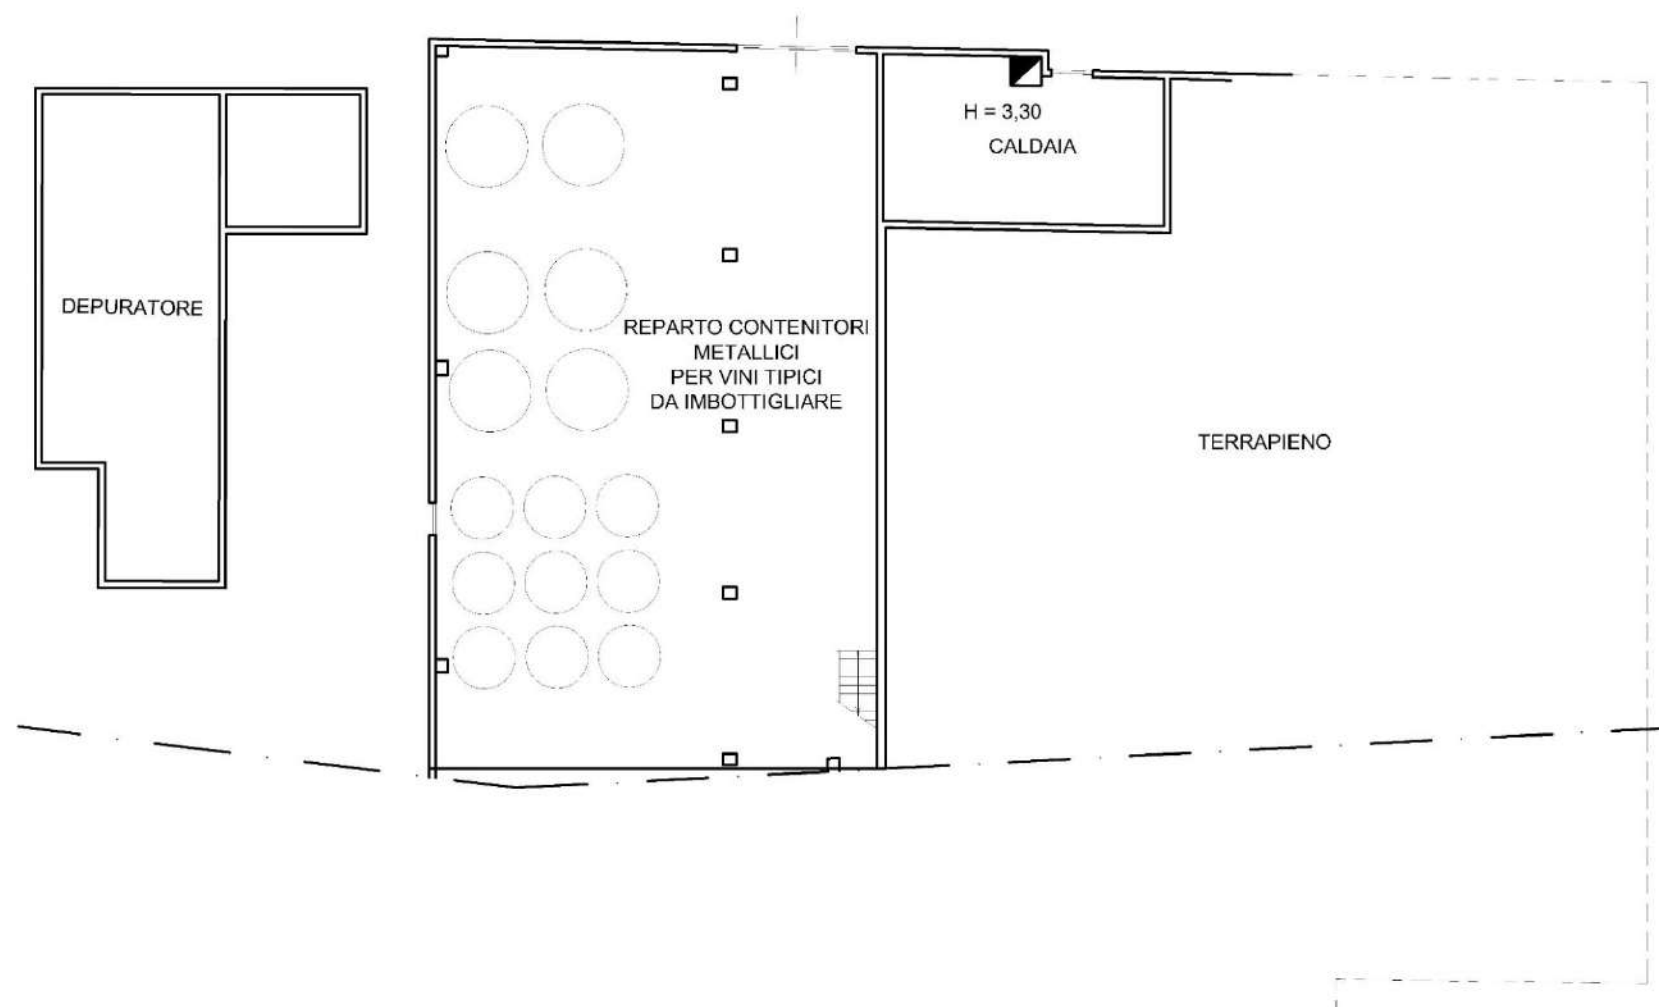 H = 3,30
CALDAIA
DEPURATORE
REPARTO CONTENITORI
METALLICI
PER VINI TIPICI
DA IMBOTTIGLIARE
TERRAPIENO